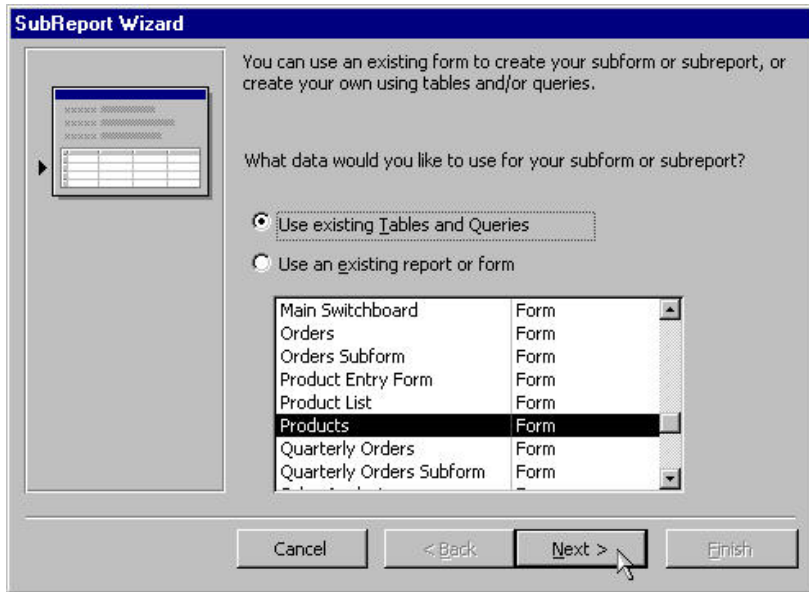 SubReport Wizard
You can use an existing form to create your subform or subreport, or
create your own using tables and/or queries.
What data would you like to use for your subform or subreport?
Use existing Tables and Queries
Use an existing report or form
Main Switchboard Form
Orders Form
Orders Subform Form
Product Entry Form Form
Product List Form
Products Form
Quarterly Orders Form
Quarterly Orders Subform Form
Cancel < Back Next > Finish